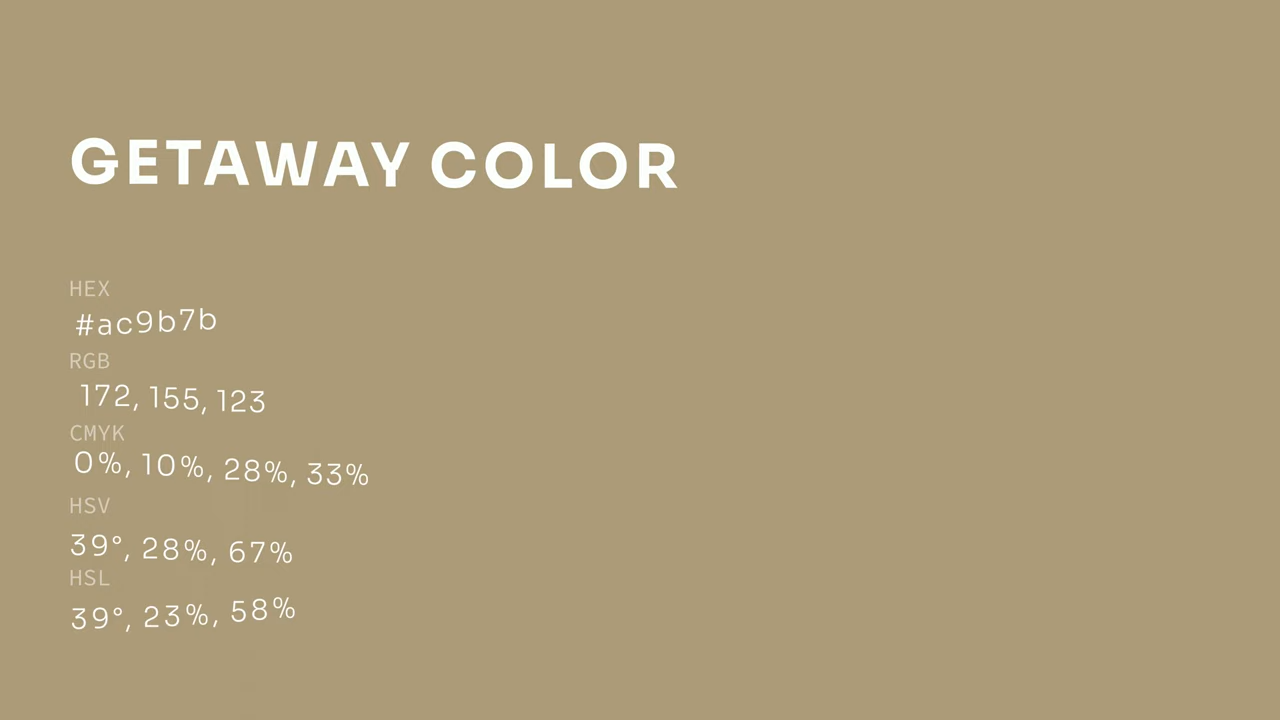 GETAWAY COLOR
HEX
#ac9b7b
RGB
172, 155, 123
CMYK
0%, 10%, 28%, 33%
HSV
39°, 28%, 67%
HSL
39°, 23%, 58%